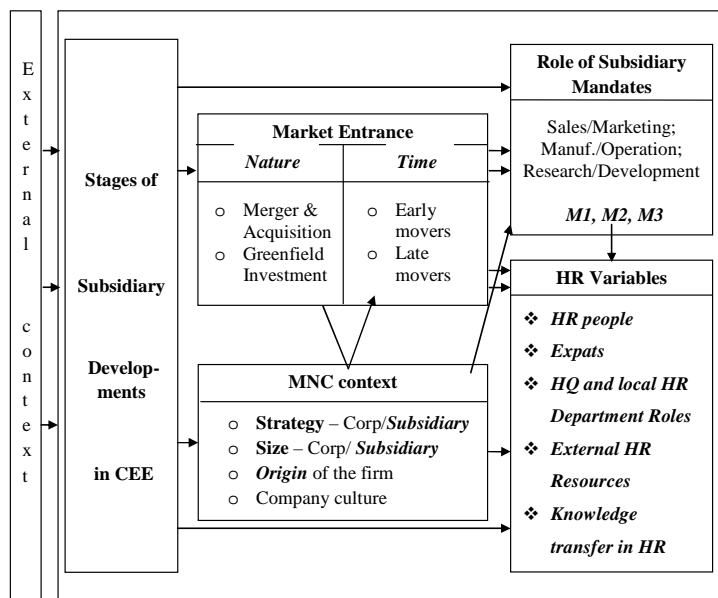 External context
Stages of
Subsidiary
Develop-
ments
in CEE
Market Entrance
Nature
Time
○ Merger &
Acquisition
○ Greenfield
Investment
○ Early
movers
○ Late
movers
MNC context
○ Strategy – Corp/Subsidiary
○ Size – Corp/ Subsidiary
○ Origin of the firm
○ Company culture
Role of Subsidiary
Mandates
Sales/Marketing;
Manuf./Operation;
Research/Development
M1, M2, M3
HR Variables
❖ HR people
❖ Expats
❖ HQ and local HR
Department Roles
❖ External HR
Resources
❖ Knowledge
transfer in HR